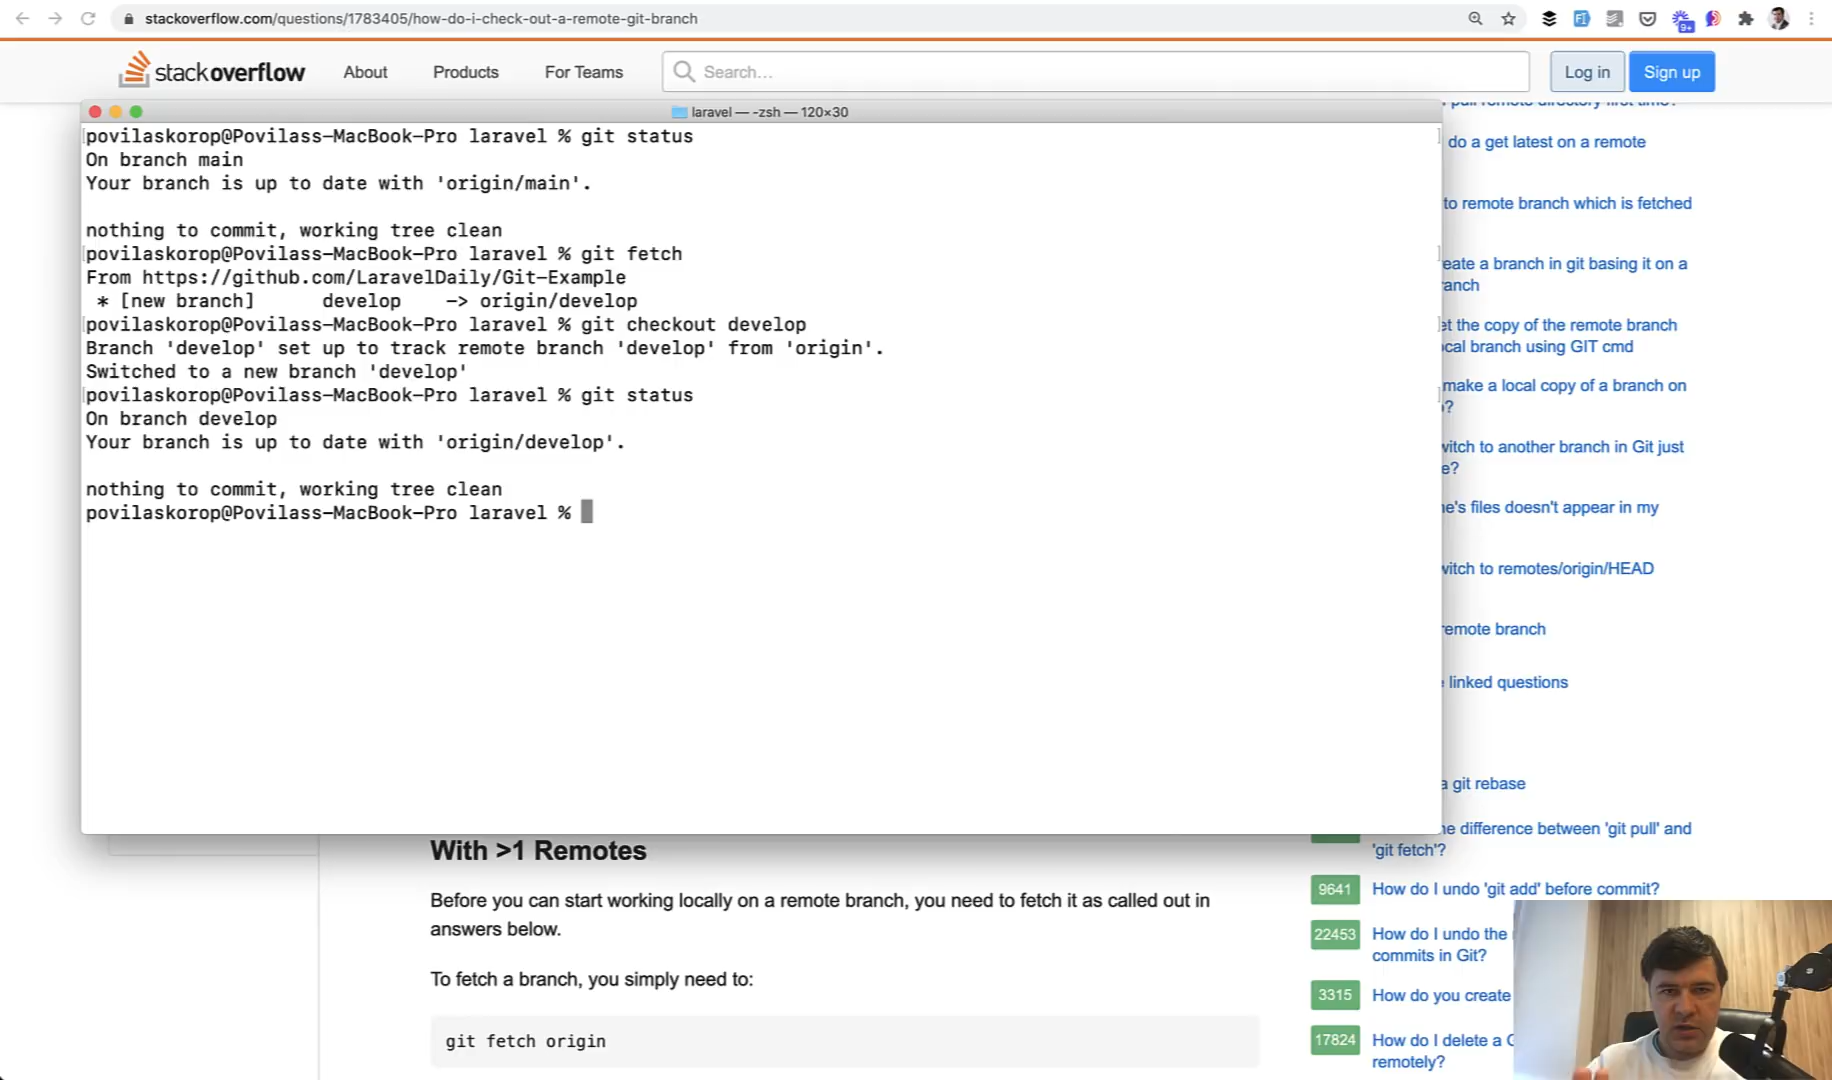 stackoverflow.com/questions/1783405/how-do-i-check-out-a-remote-git-branch
9+
stackoverflow
About
Products
For Teams
Search...
Log in
Sign up
laravel — -zsh — 120×30
povilaskorop@Povilass-MacBook-Pro laravel % git status
On branch main
Your branch is up to date with 'origin/main'.
nothing to commit, working tree clean
povilaskorop@Povilass-MacBook-Pro laravel % git fetch
From https://github.com/LaravelDaily/Git-Example
* [new branch]      develop    -> origin/develop
povilaskorop@Povilass-MacBook-Pro laravel % git checkout develop
Branch 'develop' set up to track remote branch 'develop' from 'origin'.
Switched to a new branch 'develop'
povilaskorop@Povilass-MacBook-Pro laravel % git status
On branch develop
Your branch is up to date with 'origin/develop'.
nothing to commit, working tree clean
povilaskorop@Povilass-MacBook-Pro laravel %
pull remote directory first time?
do a get latest on a remote
to remote branch which is fetched
a branch in git basing it on a
the copy of the remote branch
branch using GIT cmd
make a local copy of a branch on
to another branch in Git just
files doesn't appear in my
to remotes/origin/HEAD
remote branch
linked questions
a git rebase
difference between 'git pull' and
'git fetch'?
9641 How do I undo 'git add' before commit?
22453 How do I undo the
commits in Git?
3315 How do you create
17824 How do I delete a
remotely?
With >1 Remotes
Before you can start working locally on a remote branch, you need to fetch it as called out in
answers below.
To fetch a branch, you simply need to:
git fetch origin